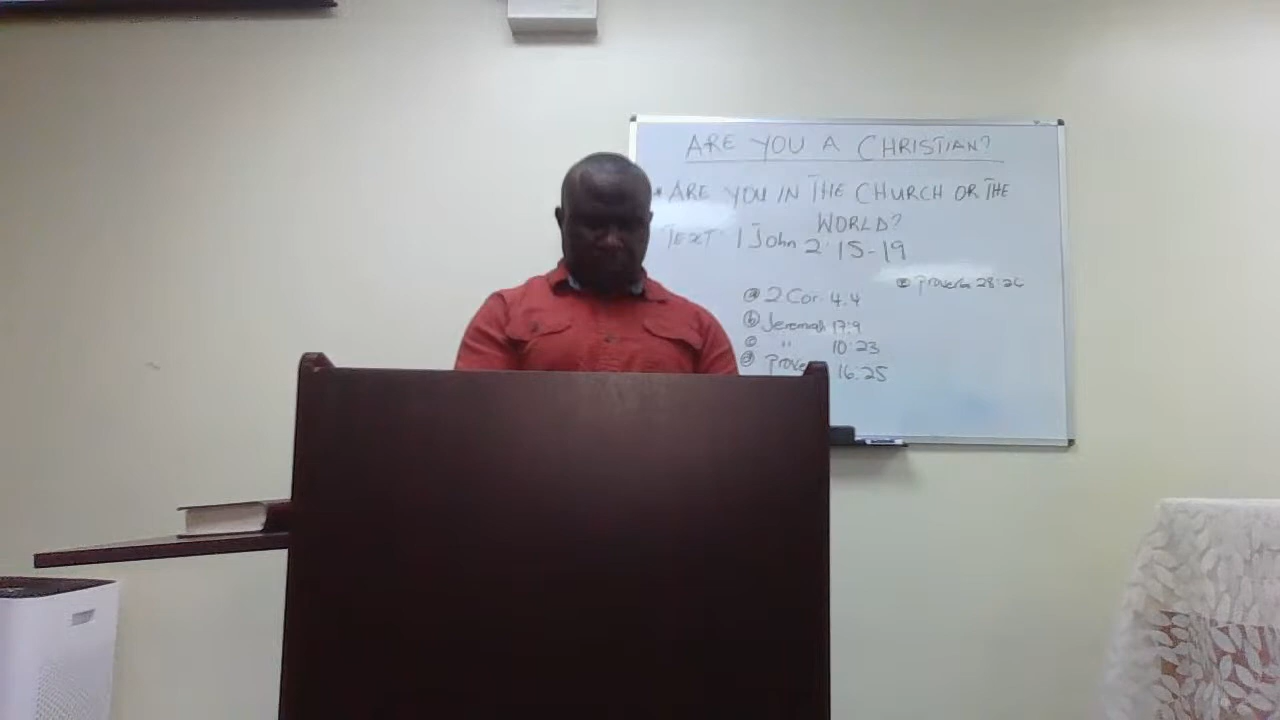 ARE YOU A CHRISTIAN?
• ARE YOU IN THE CHURCH OR THE
WORLD?
TEXT: 1 John 2:15-19
ⓐ 2 Cor. 4.4
ⓑ Jeremiah 17:9
ⓒ " 10:23
ⓓ Prove 16:25
ⓔ Proverbs 28:26